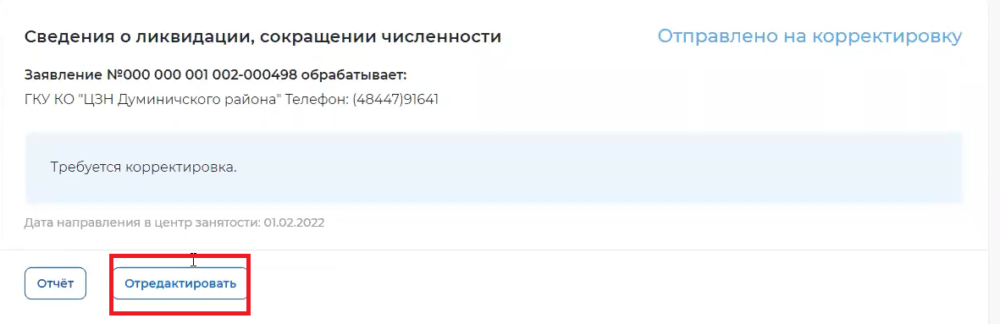 Сведения о ликвидации, сокращении численности
Отправлено на корректировку
Заявление №000 000 001 002-000498 обрабатывает:
ГКУ КО "ЦЗН Думиничского района" Телефон: (48447)91641
Требуется корректировка.
Дата направления в центр занятости: 01.02.2022
Отчёт
Отредактировать